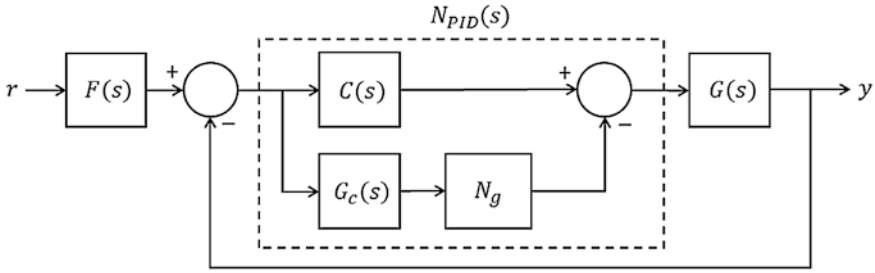 N_{PID}(s)
r
F(s)
+
−
C(s)
+
−
G(s)
y
G_c(s)
N_g